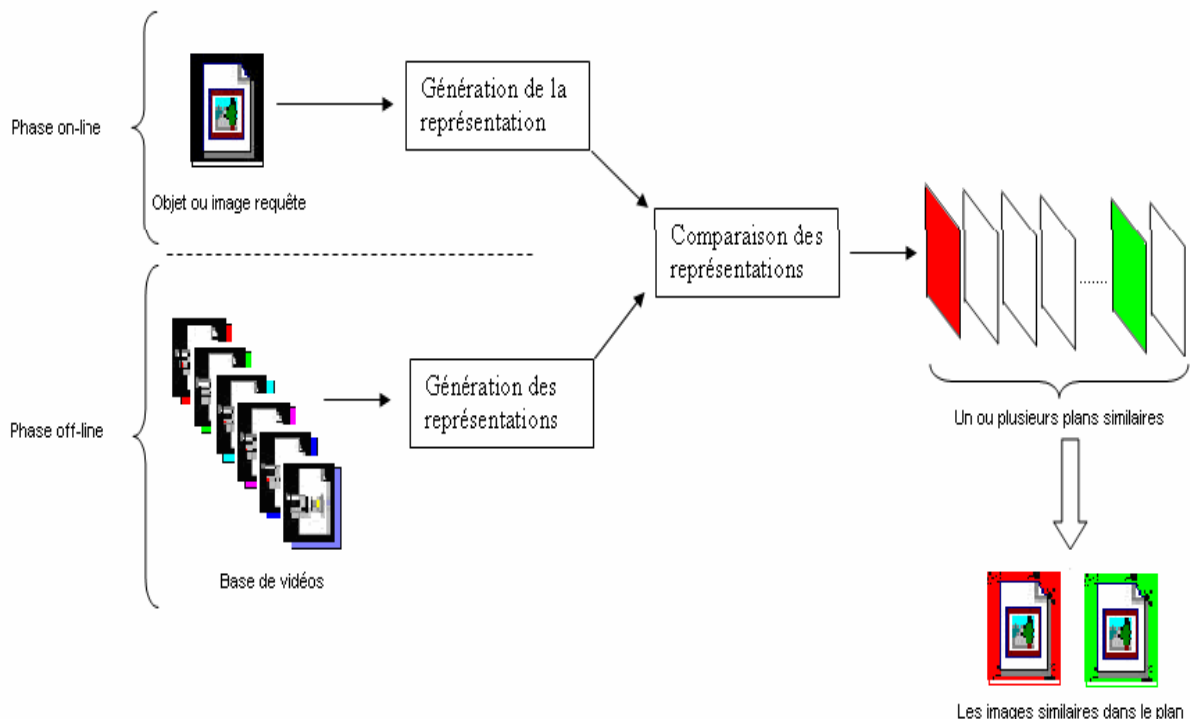 Phase on-line
Objet ou image requête
Génération de la
représentation
Comparaison des
représentations
Phase off-line
Base de vidéos
Génération des
représentations
........
Un ou plusieurs plans similaires
Les images similaires dans le plan